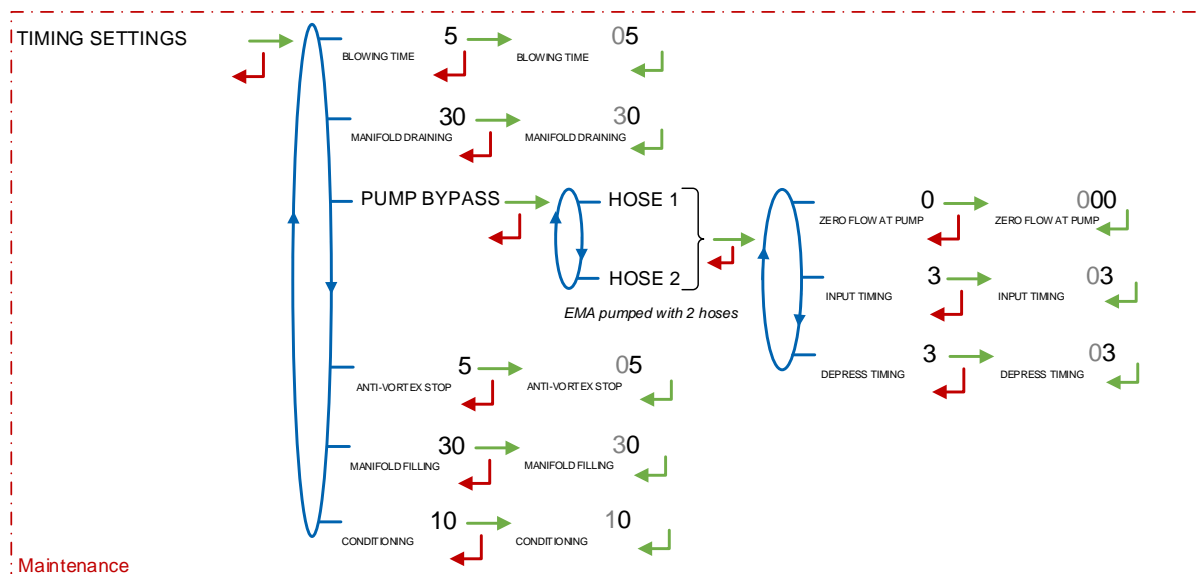 TIMING SETTINGS
5
BLOWING TIME
05
BLOWING TIME
30
MANIFOLD DRAINING
30
MANIFOLD DRAINING
PUMP BYPASS
HOSE 1
HOSE 2
EMA pumped with 2 hoses
0
ZERO FLOW AT PUMP
000
ZERO FLOW AT PUMP
3
INPUT TIMING
03
INPUT TIMING
3
DEPRESS TIMING
03
DEPRESS TIMING
5
ANTI-VORTEX STOP
05
ANTI-VORTEX STOP
30
MANIFOLD FILLING
30
MANIFOLD FILLING
10
CONDITIONING
10
CONDITIONING
Maintenance